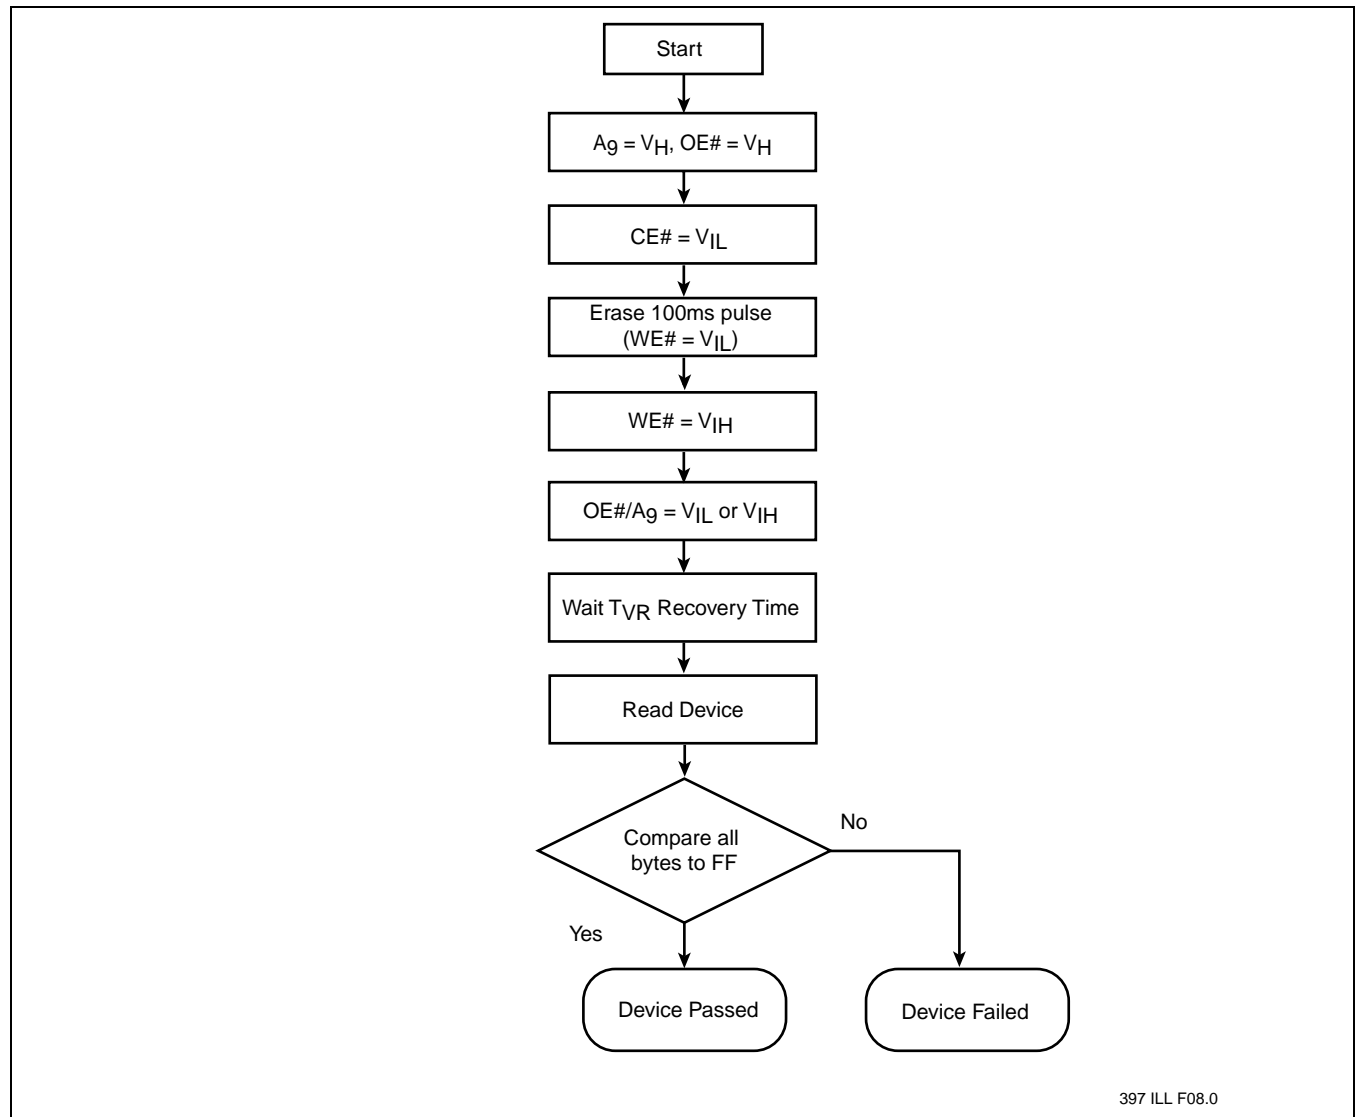 Start
A9 = VH, OE# = VH
CE# = VIL
Erase 100ms pulse
(WE# = VIL)
WE# = VIH
OE#/A9 = VIL or VIH
Wait TVR Recovery Time
Read Device
Compare all
bytes to FF
No
Yes
Device Passed
Device Failed
397 ILL F08.0